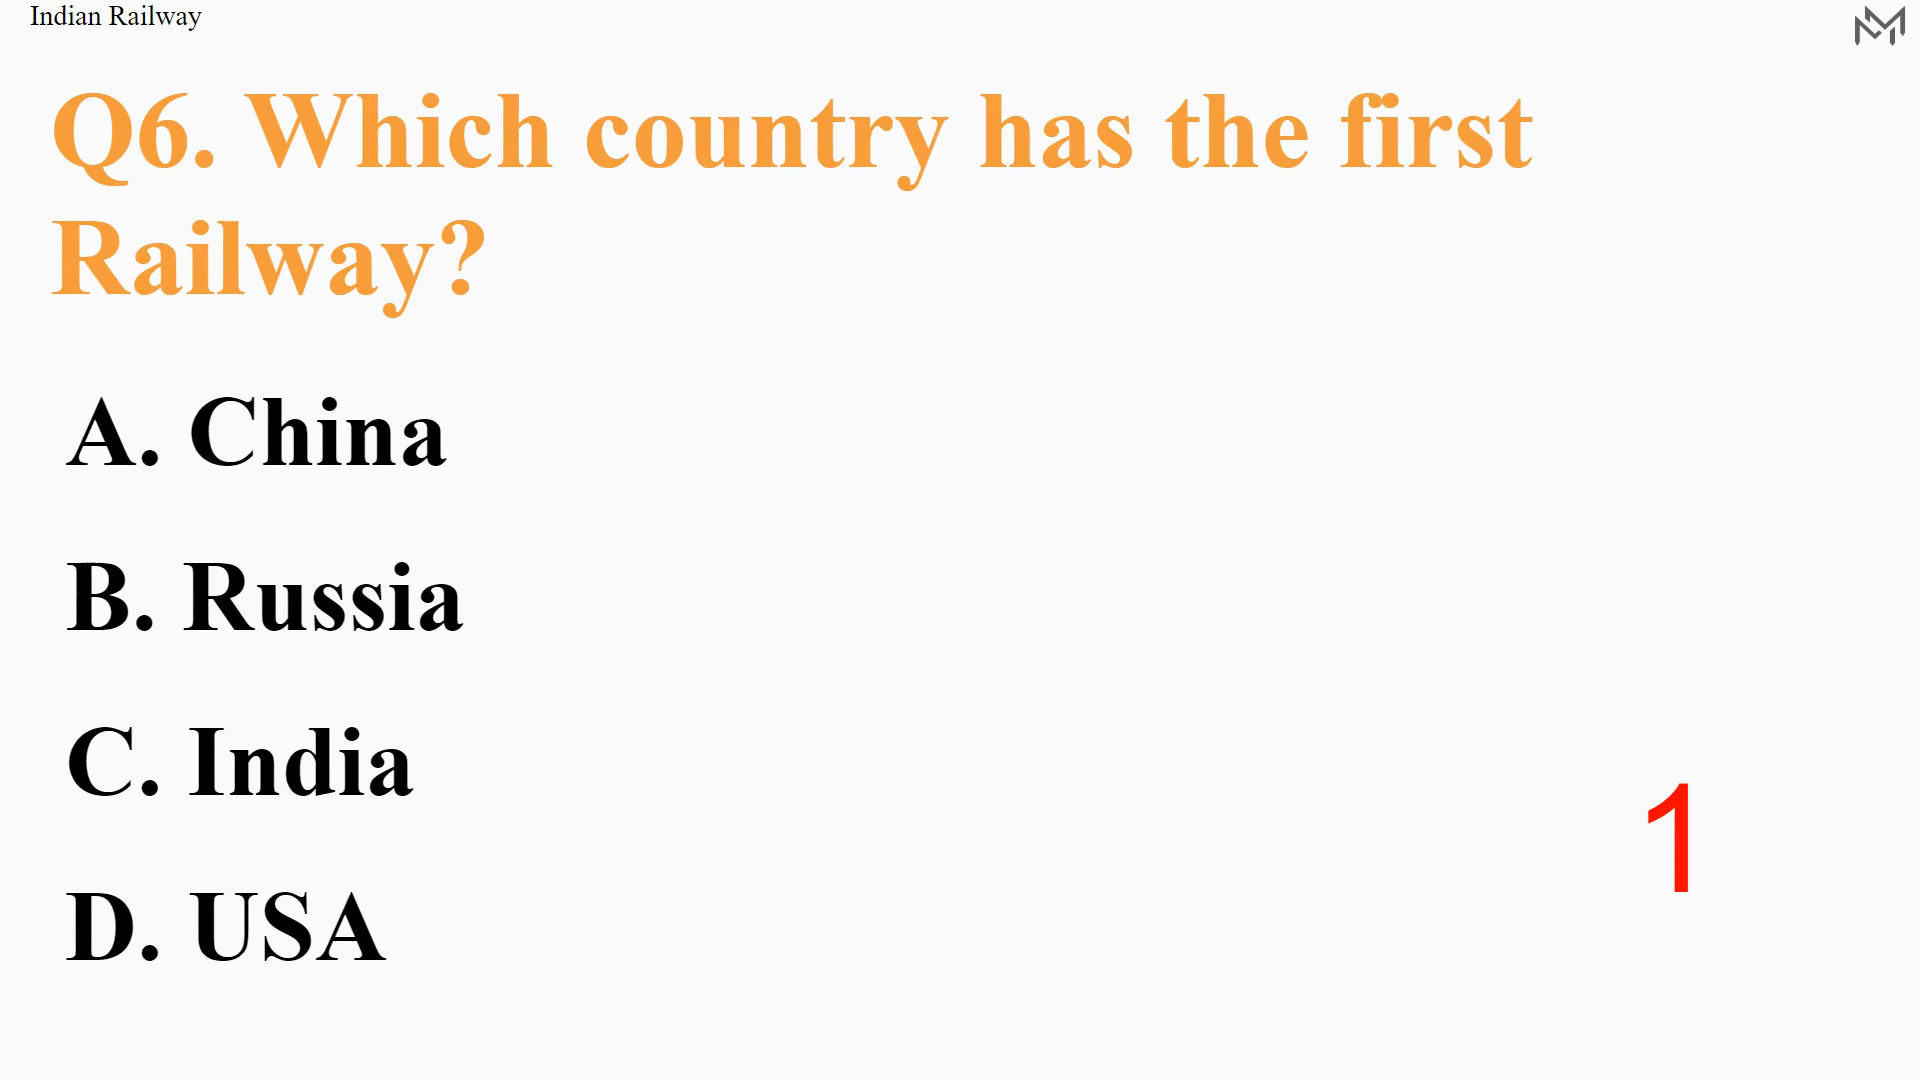 Indian Railway
Q6. Which country has the first
Railway?
A. China
B. Russia
C. India
D. USA
1